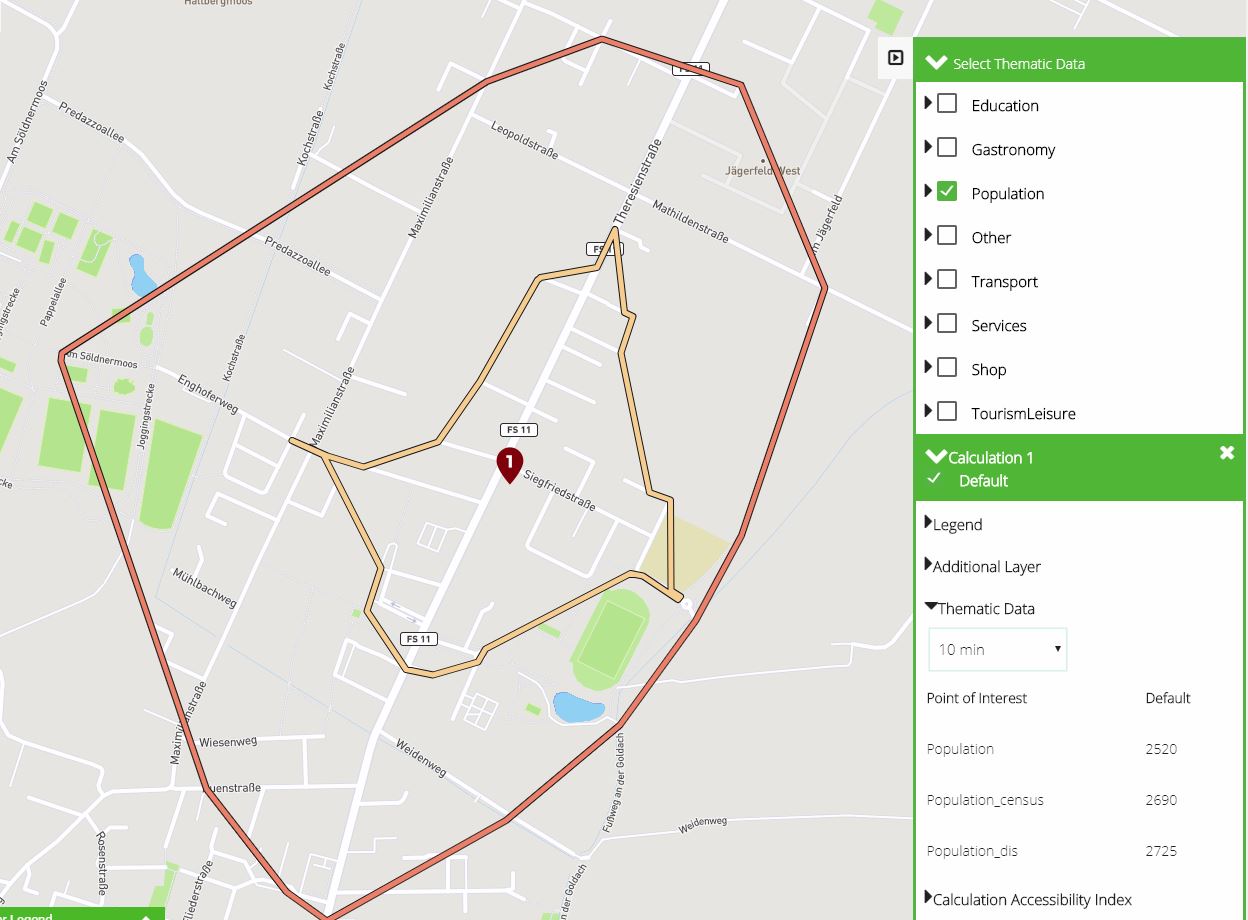 Hallbergmoos
Kochstraße
FS 11
Select Thematic Data
Am Söldnermoos
Predazzoallee
Kochstraße
Leopoldstraße
Education
Gastronomy
Jägerfeld West
Theresienstraße
Maximilianstraße
Population
Mathildenstraße
Am Jägerfeld
Other
Predazzoallee
Transport
Pappelallee
Joggingstrecke
Services
Am Söldnermoos
Kochstraße
Shop
Enghoferweg
Maximilianstraße
Joggingstrecke
TourismLeisure
FS 11
1
Siegfriedstraße
Calculation 1
Default
Legend
Additional Layer
Mühlbachweg
Thematic Data
FS 11
10 min
Point of Interest Default
Maximilianstraße
Wiesenweg
Weidenweg
Population 2520
Fußweg an der Goldach
Population_census 2690
Weidenweg
Rosenstraße
Population_dis 2725
Fliederstraße
Calculation Accessibility Index
n der Goldach
er Legend